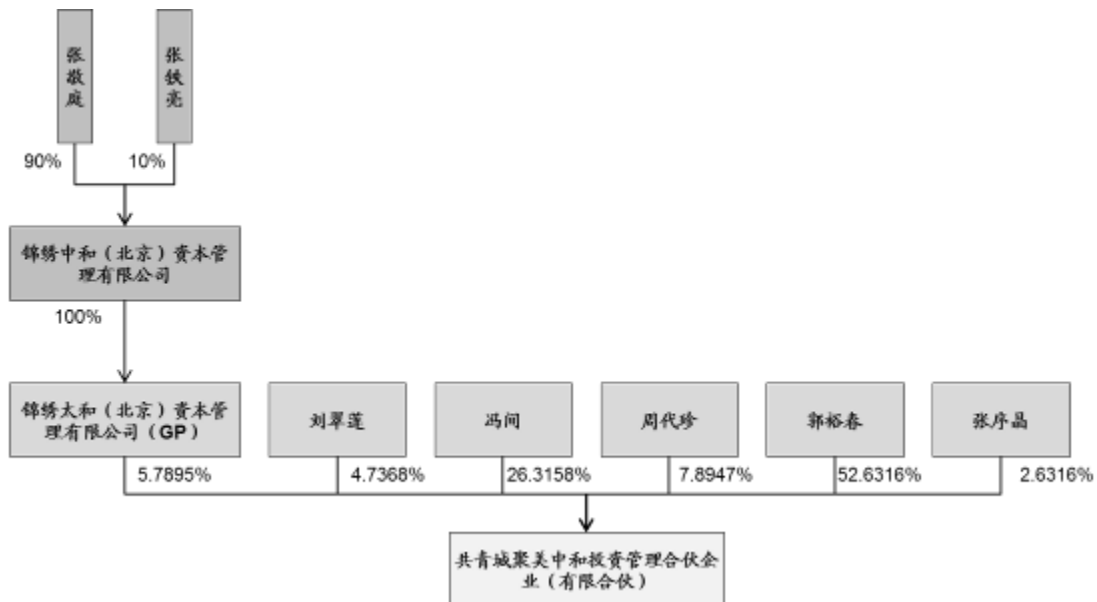 张敬庭
张铁亮
90%
10%
锦绣中和（北京）资本管
理有限公司
100%
锦绣太和（北京）资本管
理有限公司（GP）
刘翠莲
冯间
周代珍
郭裕春
张序晶
5.7895%
4.7368%
26.3158%
7.8947%
52.6316%
2.6316%
共青城聚美中和投资管理合伙企
业（有限合伙）